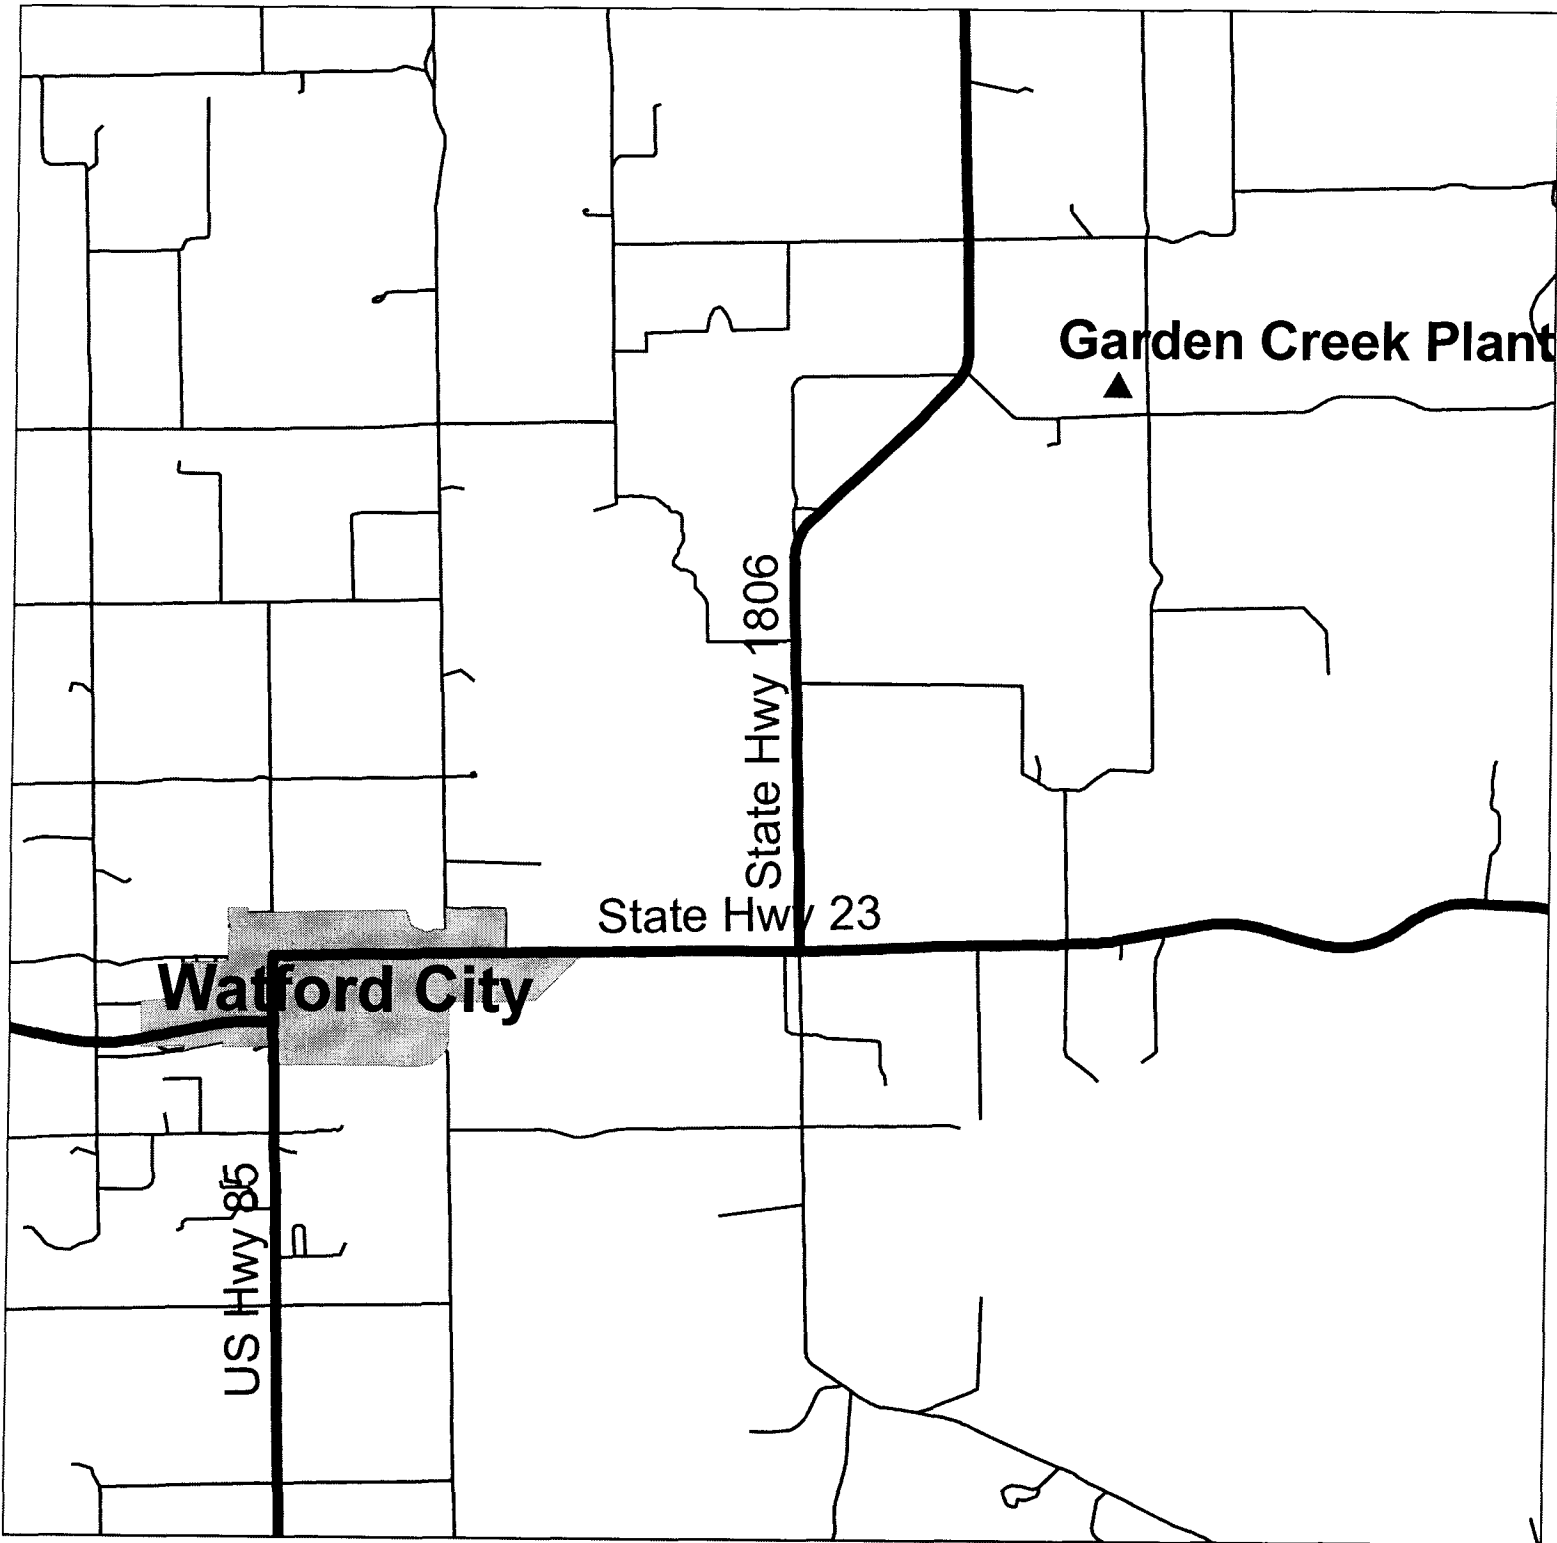 Garden Creek Plant
State Hwy 1806
State Hwy 23
Watford City
US Hwy 85